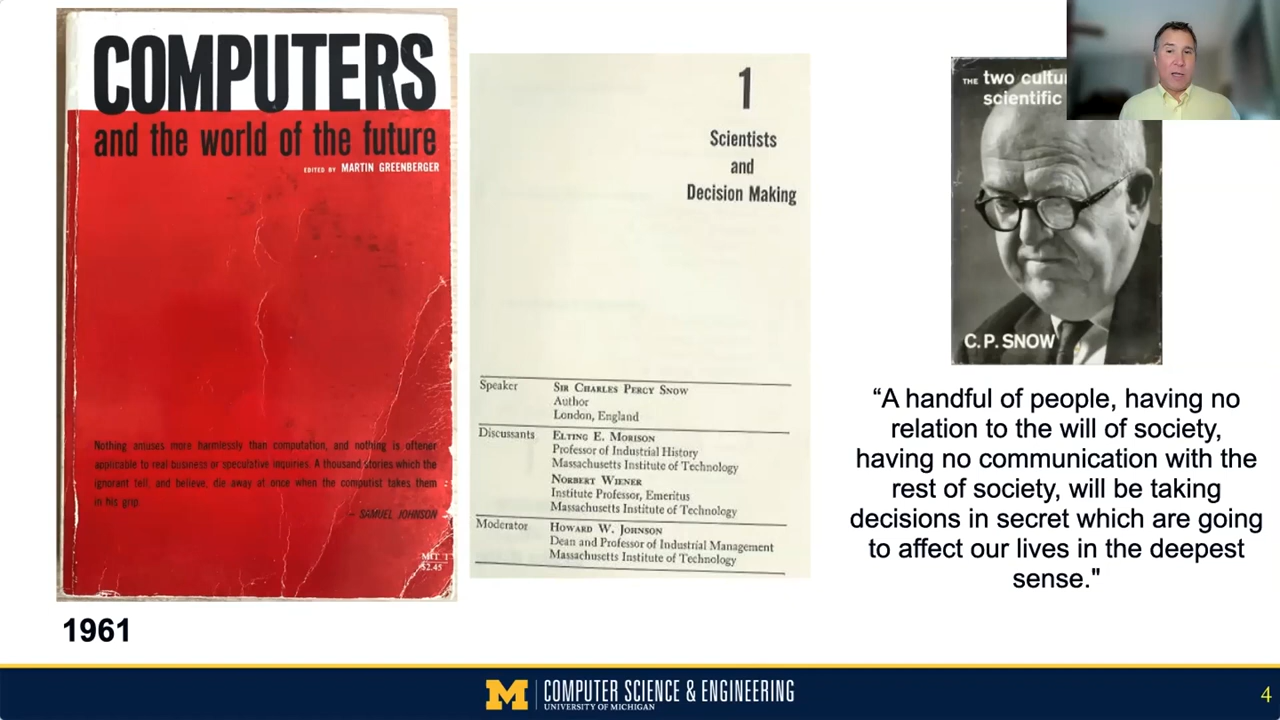 COMPUTERS
and the world of the future
EDITED BY MARTIN GREENBERGER
Nothing amuses more harmlessly than computation, and nothing is oftener
applicable to real business or speculative inquiries. A thousand stories which the
ignorant tell, and believe, die away at once when the computist takes them
in his grip.
— SAMUEL JOHNSON
MIT 1
$2.45
1961
1
Scientists
and
Decision Making
Speaker SIR CHARLES PERCY SNOW
Author
London, England
Discussants ELTING E. MORISON
Professor of Industrial History
Massachusetts Institute of Technology
NORBERT WIENER
Institute Professor, Emeritus
Massachusetts Institute of Technology
Moderator HOWARD W. JOHNSON
Dean and Professor of Industrial Management
Massachusetts Institute of Technology
THE two cultu
scientific
C.P. SNOW
“A handful of people, having no
relation to the will of society,
having no communication with the
rest of society, will be taking
decisions in secret which are going
to affect our lives in the deepest
sense."
M COMPUTER SCIENCE & ENGINEERING
UNIVERSITY OF MICHIGAN
4